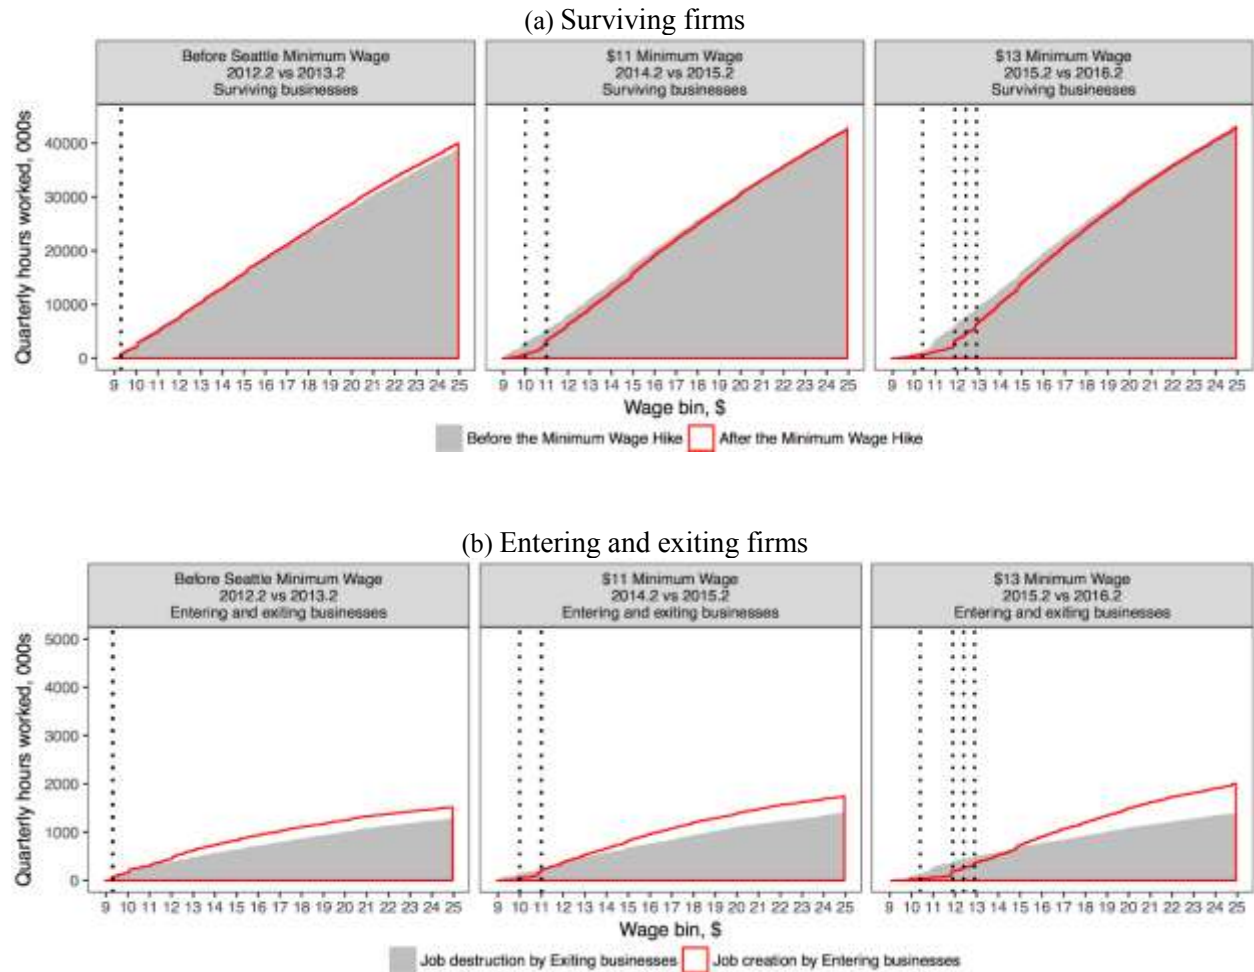 (a) Surviving firms
Before Seattle Minimum Wage
2012.2 vs 2013.2
Surviving businesses
$11 Minimum Wage
2014.2 vs 2015.2
Surviving businesses
$13 Minimum Wage
2015.2 vs 2016.2
Surviving businesses
Quarterly hours worked, 000s
40000
30000
20000
10000
0
9 10 11 12 13 14 15 16 17 18 19 20 21 22 23 24 25
9 10 11 12 13 14 15 16 17 18 19 20 21 22 23 24 25
9 10 11 12 13 14 15 16 17 18 19 20 21 22 23 24 25
Wage bin, $
Before the Minimum Wage Hike After the Minimum Wage Hike
(b) Entering and exiting firms
Before Seattle Minimum Wage
2012.2 vs 2013.2
Entering and exiting businesses
$11 Minimum Wage
2014.2 vs 2015.2
Entering and exiting businesses
$13 Minimum Wage
2015.2 vs 2016.2
Entering and exiting businesses
Quarterly hours worked, 000s
5000
4000
3000
2000
1000
0
9 10 11 12 13 14 15 16 17 18 19 20 21 22 23 24 25
9 10 11 12 13 14 15 16 17 18 19 20 21 22 23 24 25
9 10 11 12 13 14 15 16 17 18 19 20 21 22 23 24 25
Wage bin, $
Job destruction by Exiting businesses Job creation by Entering businesses